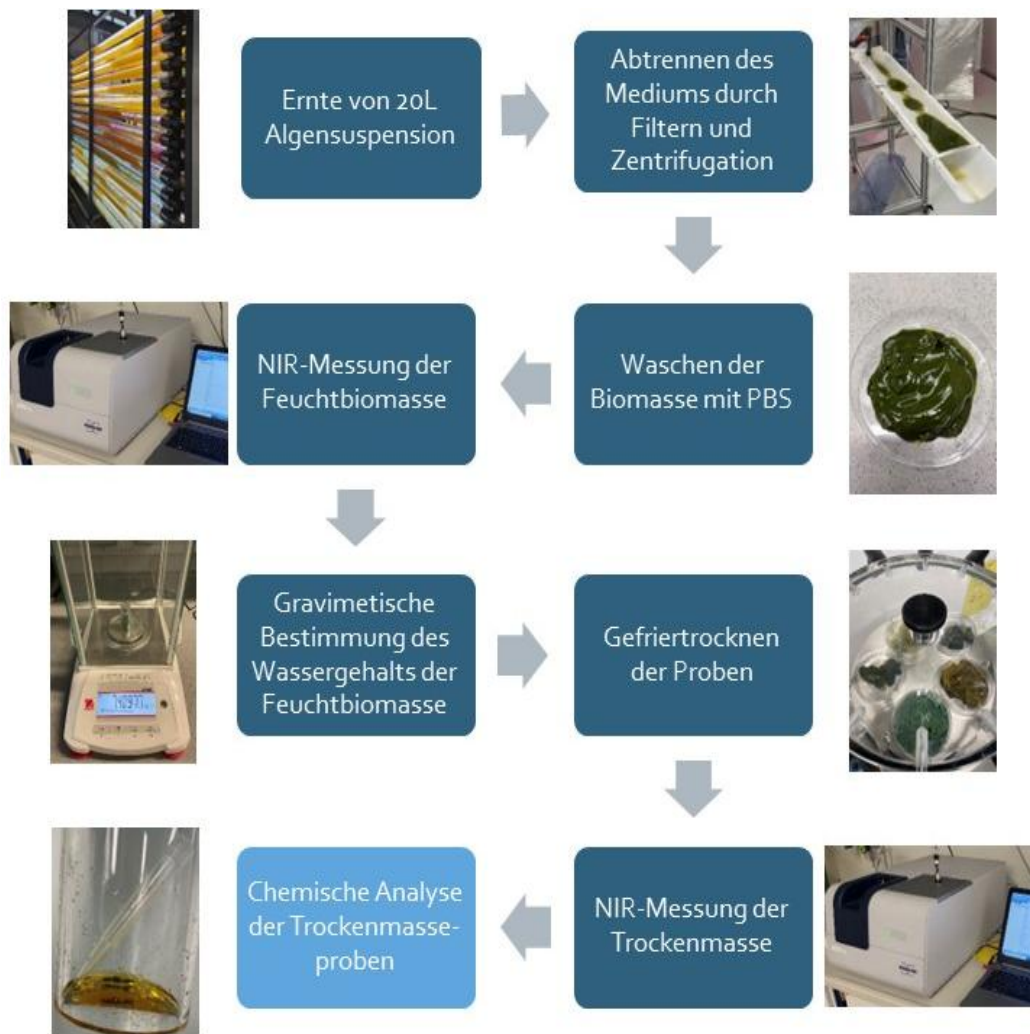 Ernte von 20L
Algensuspension
Abtrennen des
Mediums durch
Filtern und
Zentrifugation
Waschen der
Biomasse mit PBS
NIR-Messung der
Feuchtbiomasse
Gravimetische
Bestimmung des
Wassergehalts der
Feuchtbiomasse
Gefriertrocknen
der Proben
NIR-Messung der
Trockenmasse
Chemische Analyse
der Trockenmasse-
proben